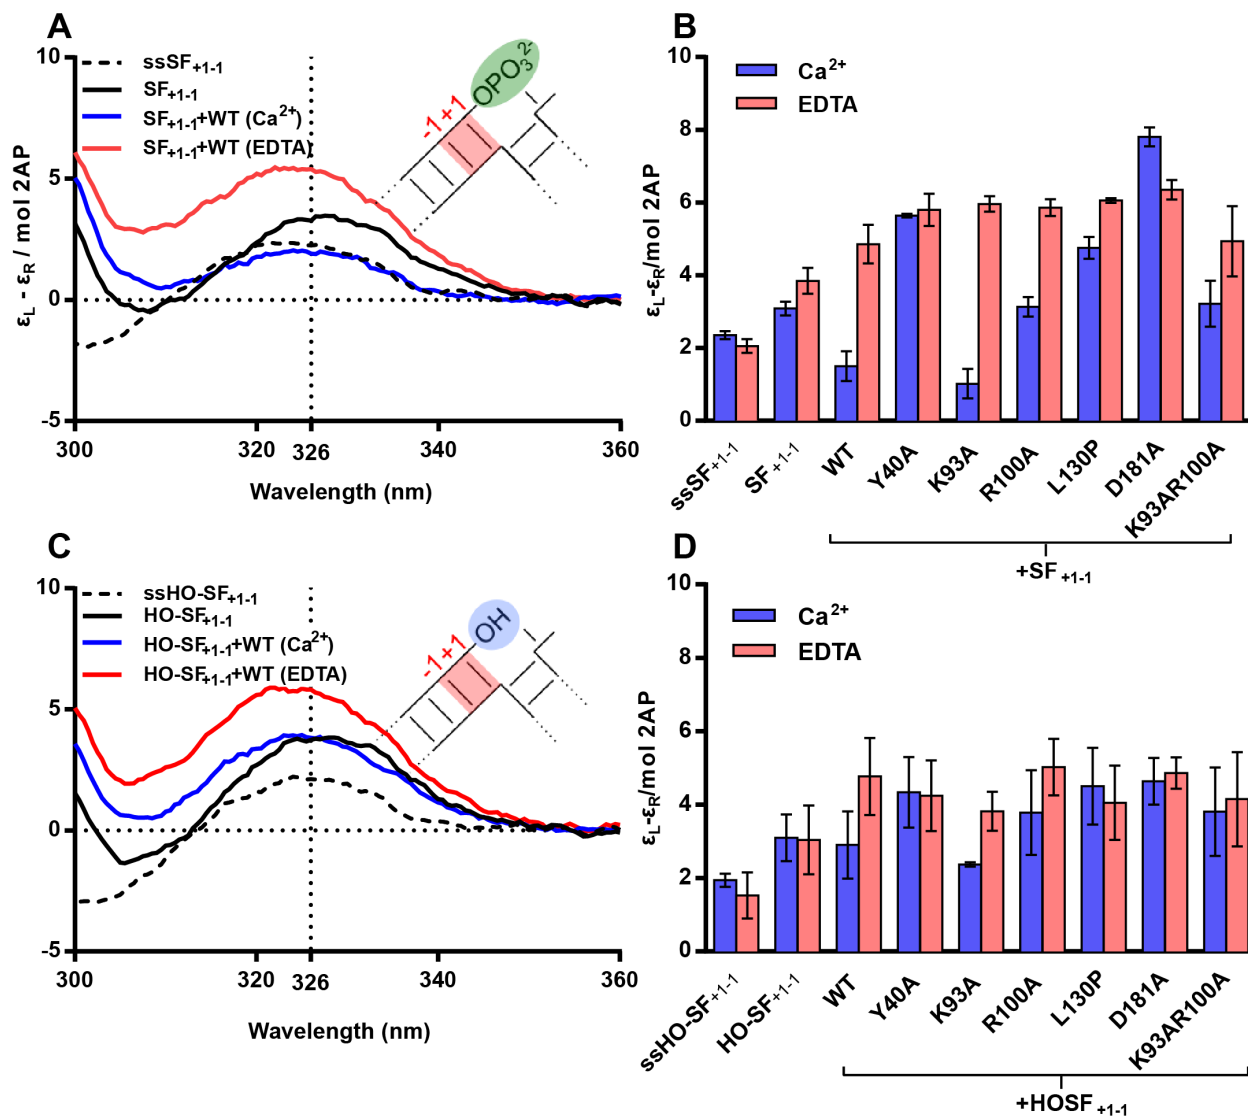 A
10
5
0
-5
εL - εR / mol 2AP
ssSF+1-1
SF+1-1
SF+1-1+WT (Ca2+)
SF+1-1+WT (EDTA)
-1+1
OPO32-
300
320
326
340
360
Wavelength (nm)
B
10
8
6
4
2
0
εL-εR/mol 2AP
Ca2+
EDTA
ssSF+1-1
SF+1-1
WT
Y40A
K93A
R100A
L130P
D181A
K93AR100A
+SF+1-1
C
10
5
0
-5
εL - εR / mol 2AP
ssHO-SF+1-1
HO-SF+1-1
HO-SF+1-1+WT (Ca2+)
HO-SF+1-1+WT (EDTA)
-1+1
OH
300
320
326
340
360
Wavelength (nm)
D
10
8
6
4
2
0
εL-εR/mol 2AP
Ca2+
EDTA
ssHO-SF+1-1
HO-SF+1-1
WT
Y40A
K93A
R100A
L130P
D181A
K93AR100A
+HOSF+1-1